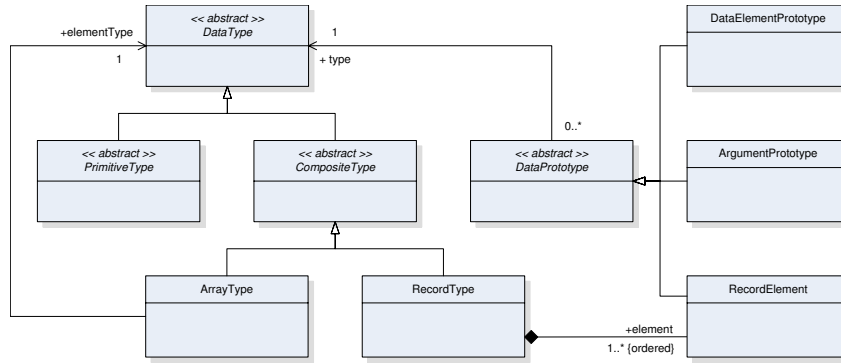 << abstract >>
DataType
+elementType
1
1
+ type
DataElementPrototype
0..*
<< abstract >>
PrimitiveType
<< abstract >>
CompositeType
<< abstract >>
DataPrototype
ArgumentPrototype
ArrayType
RecordType
RecordElement
+element
1..* {ordered}